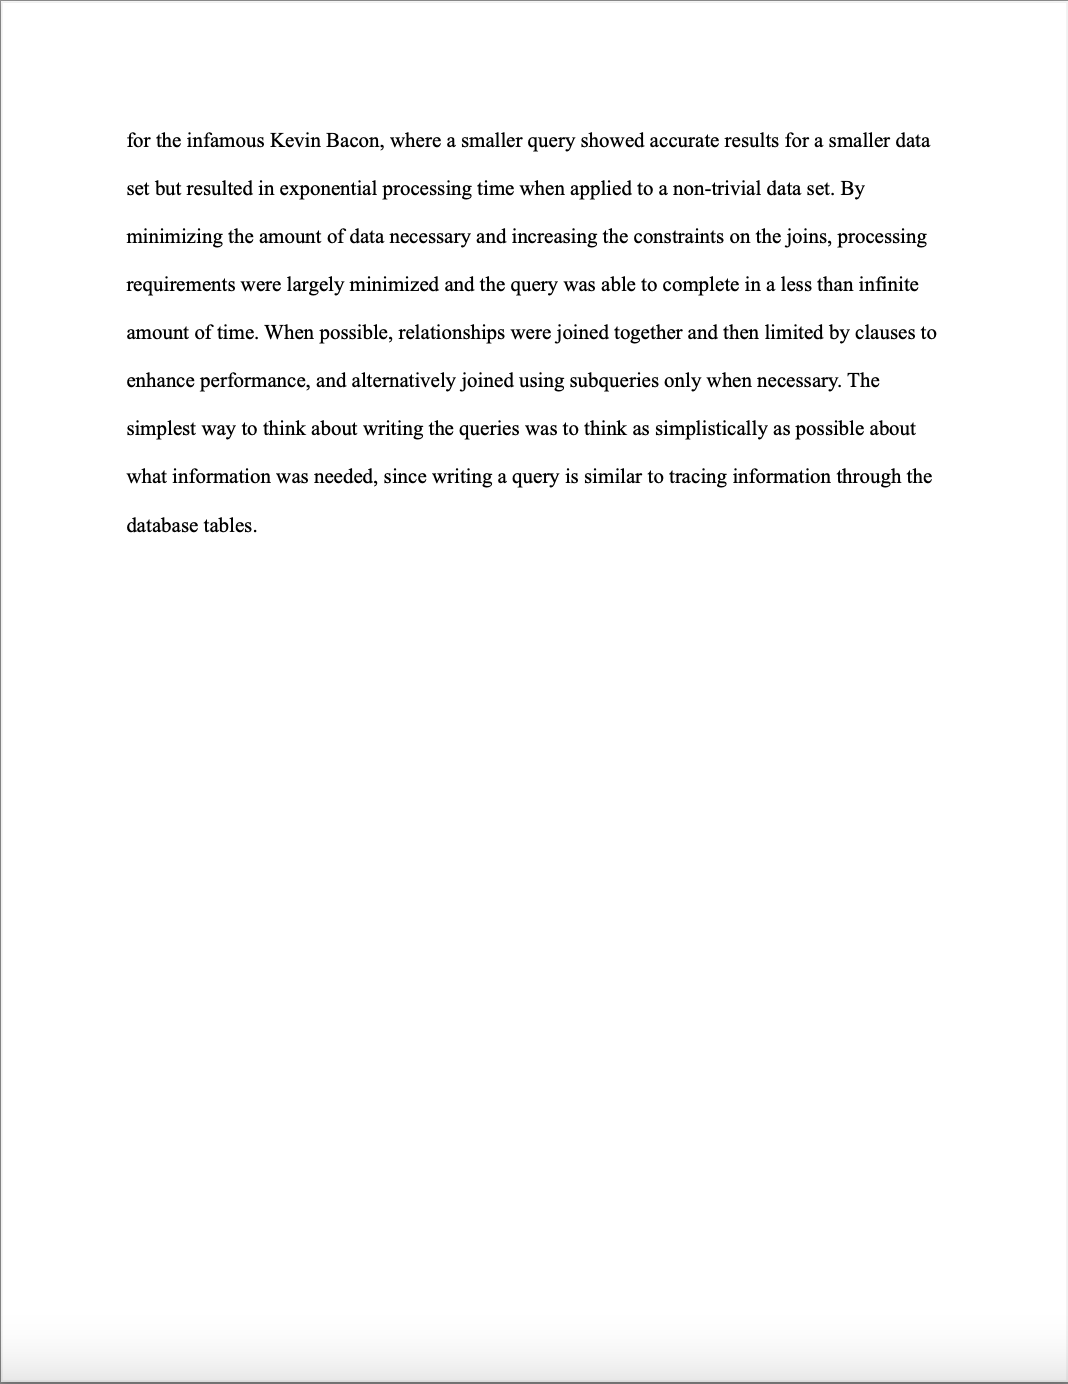 for the infamous Kevin Bacon, where a smaller query showed accurate results for a smaller data
set but resulted in exponential processing time when applied to a non-trivial data set. By
minimizing the amount of data necessary and increasing the constraints on the joins, processing
requirements were largely minimized and the query was able to complete in a less than infinite
amount of time. When possible, relationships were joined together and then limited by clauses to
enhance performance, and alternatively joined using subqueries only when necessary. The
simplest way to think about writing the queries was to think as simplistically as possible about
what information was needed, since writing a query is similar to tracing information through the
database tables.